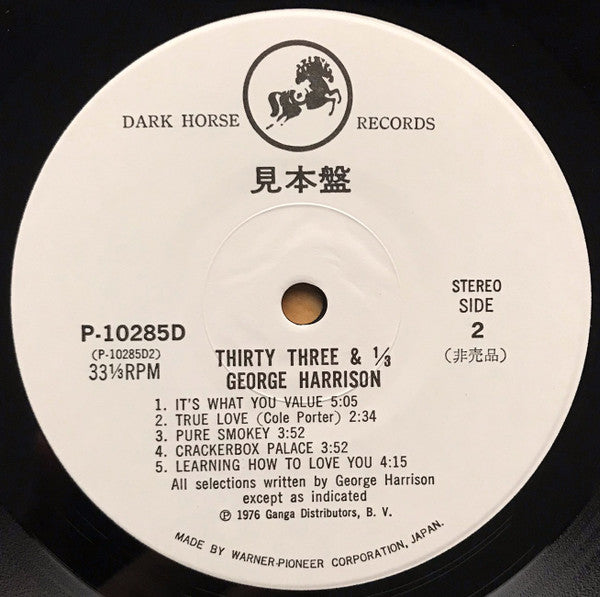 DARK HORSE RECORDS
見本盤
STEREO
SIDE
2
(非売品)
P-10285D
(P-10285D2)
33⅓RPM
THIRTY THREE & ⅓
GEORGE HARRISON
1. IT'S WHAT YOU VALUE 5:05
2. TRUE LOVE (Cole Porter) 2:34
3. PURE SMOKEY 3:52
4. CRACKERBOX PALACE 3:52
5. LEARNING HOW TO LOVE YOU 4:15
All selections written by George Harrison
except as indicated
Ⓟ 1976 Ganga Distributors, B. V.
MADE BY WARNER-PIONEER CORPORATION, JAPAN.